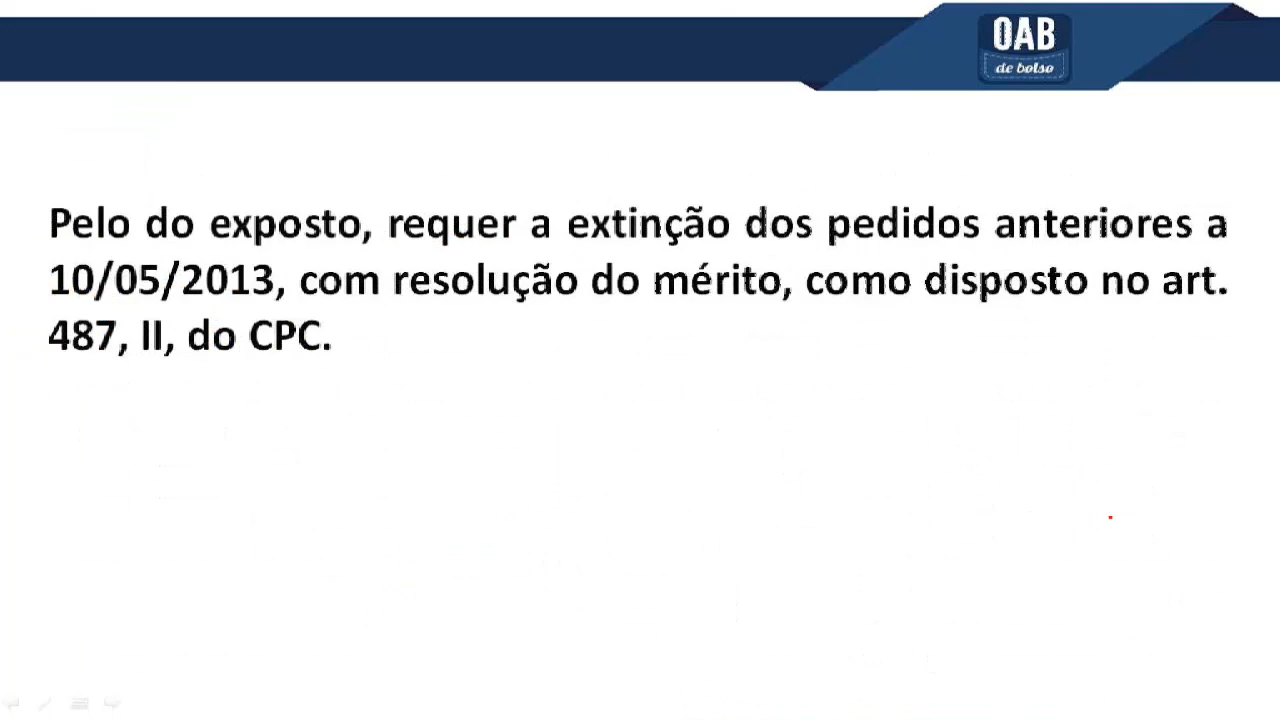 OAB
de bolso
Pelo do exposto, requer a extinção dos pedidos anteriores a
10/05/2013, com resolução do mérito, como disposto no art.
487, II, do CPC.